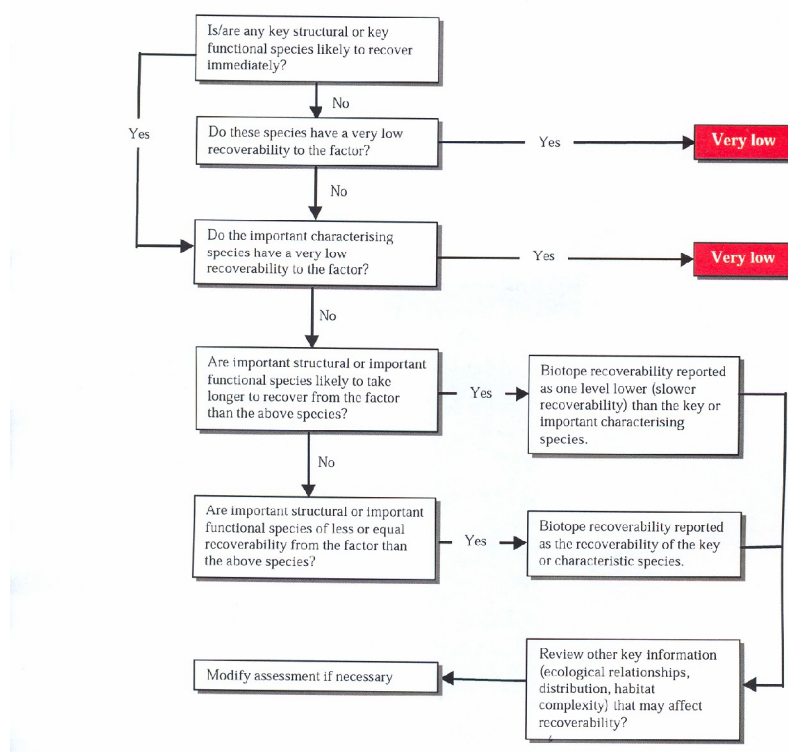 Is/are any key structural or key
functional species likely to recover
immediately?
No
Yes
Do these species have a very low
recoverability to the factor?
Yes
Very low
No
Do the important characterising
species have a very low
recoverability to the factor?
Yes
Very low
No
Are important structural or important
functional species likely to take
longer to recover from the factor
than the above species?
Yes
Biotope recoverability reported
as one level lower (slower
recoverability) than the key or
important characterising
species.
No
Are important structural or important
functional species of less or equal
recoverability from the factor than
the above species?
Yes
Biotope recoverability reported
as the recoverability of the key
or characteristic species.
Review other key information
(ecological relationships,
distribution, habitat
complexity) that may affect
recoverability?
Modify assessment if necessary